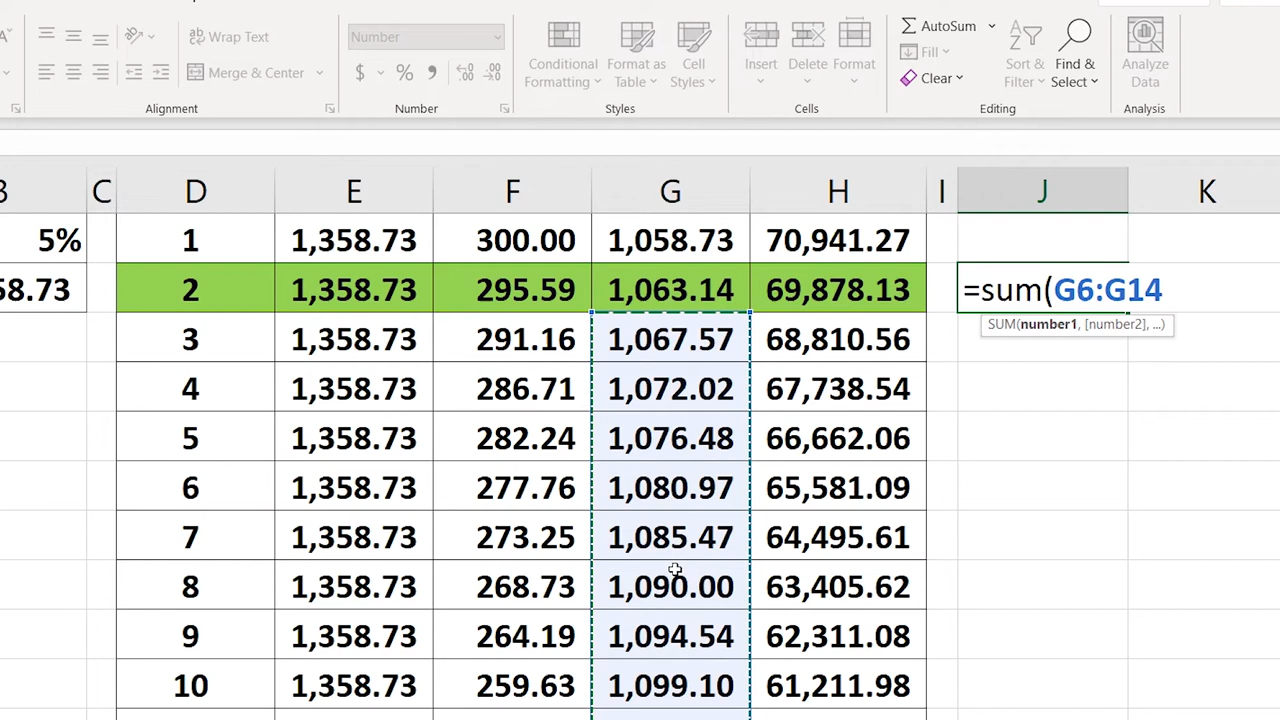 A
ab Wrap Text
Merge & Center
Number
$ % 9
.00
.00
Conditional Formatting
Format as Table
Cell Styles
Insert
Delete
Format
AutoSum
Fill
Clear
A Z
Sort & Filter
Find & Select
Analyze Data
Alignment
Number
Styles
Cells
Editing
Analysis
B C D E F G H I J K
5% 1 1,358.73 300.00 1,058.73 70,941.27
58.73 2 1,358.73 295.59 1,063.14 69,878.13 =sum(G6:G14
SUM(number1, [number2], ...)
3 1,358.73 291.16 1,067.57 68,810.56
4 1,358.73 286.71 1,072.02 67,738.54
5 1,358.73 282.24 1,076.48 66,662.06
6 1,358.73 277.76 1,080.97 65,581.09
7 1,358.73 273.25 1,085.47 64,495.61
8 1,358.73 268.73 1,090.00 63,405.62
9 1,358.73 264.19 1,094.54 62,311.08
10 1,358.73 259.63 1,099.10 61,211.98